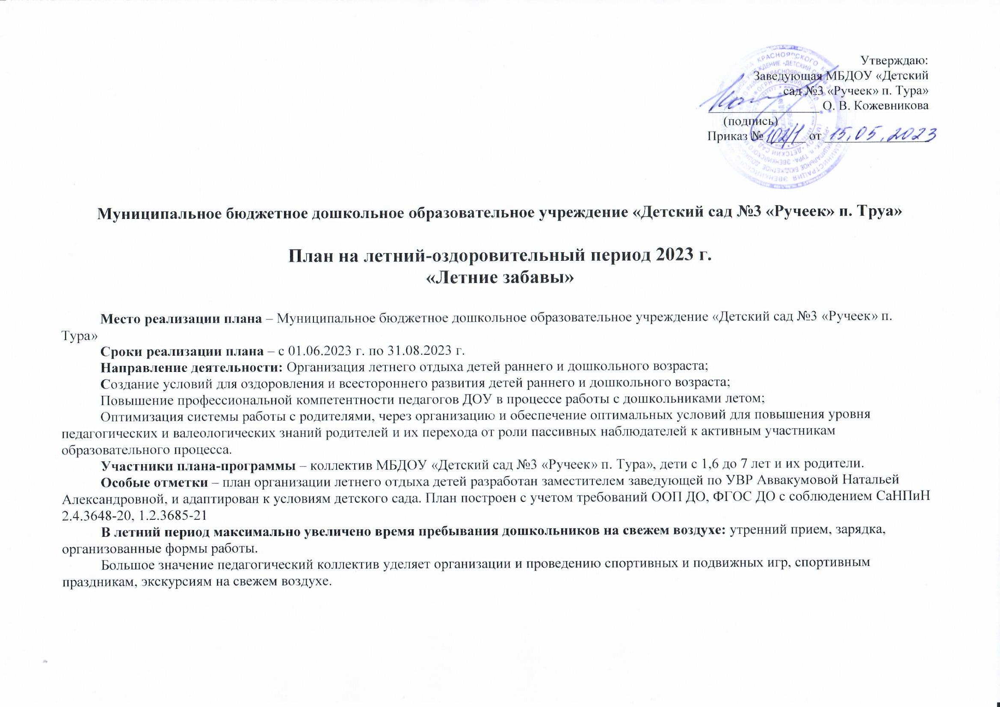 Утверждаю:
Заведующая МБДОУ «Детский
сад №3 «Ручеек» п. Тура»
О. В. Кожевникова
(подпись)
Приказ № 102/1 от 15.05.2023
Муниципальное бюджетное дошкольное образовательное учреждение «Детский сад №3 «Ручеек» п. Труа»
План на летний-оздоровительный период 2023 г.
«Летние забавы»
Место реализации плана – Муниципальное бюджетное дошкольное образовательное учреждение «Детский сад №3 «Ручеек» п.
Тура»
Сроки реализации плана – с 01.06.2023 г. по 31.08.2023 г.
Направление деятельности: Организация летнего отдыха детей раннего и дошкольного возраста;
Создание условий для оздоровления и всестороннего развития детей раннего и дошкольного возраста;
Повышение профессиональной компетентности педагогов ДОУ в процессе работы с дошкольниками летом;
Оптимизация системы работы с родителями, через организацию и обеспечение оптимальных условий для повышения уровня
педагогических и валеологических знаний родителей и их перехода от роли пассивных наблюдателей к активным участникам
образовательного процесса.
Участники плана-программы – коллектив МБДОУ «Детский сад №3 «Ручеек» п. Тура», дети с 1,6 до 7 лет и их родители.
Особые отметки – план организации летнего отдыха детей разработан заместителем заведующей по УВР Аввакумовой Натальей
Александровной, и адаптирован к условиям детского сада. План построен с учетом требований ООП ДО, ФГОС ДО с соблюдением СаНПиН
2.4.3648-20, 1.2.3685-21
В летний период максимально увеличено время пребывания дошкольников на свежем воздухе: утренний прием, зарядка,
организованные формы работы.
Большое значение педагогический коллектив уделяет организации и проведению спортивных и подвижных игр, спортивным
праздникам, экскурсиям на свежем воздухе.